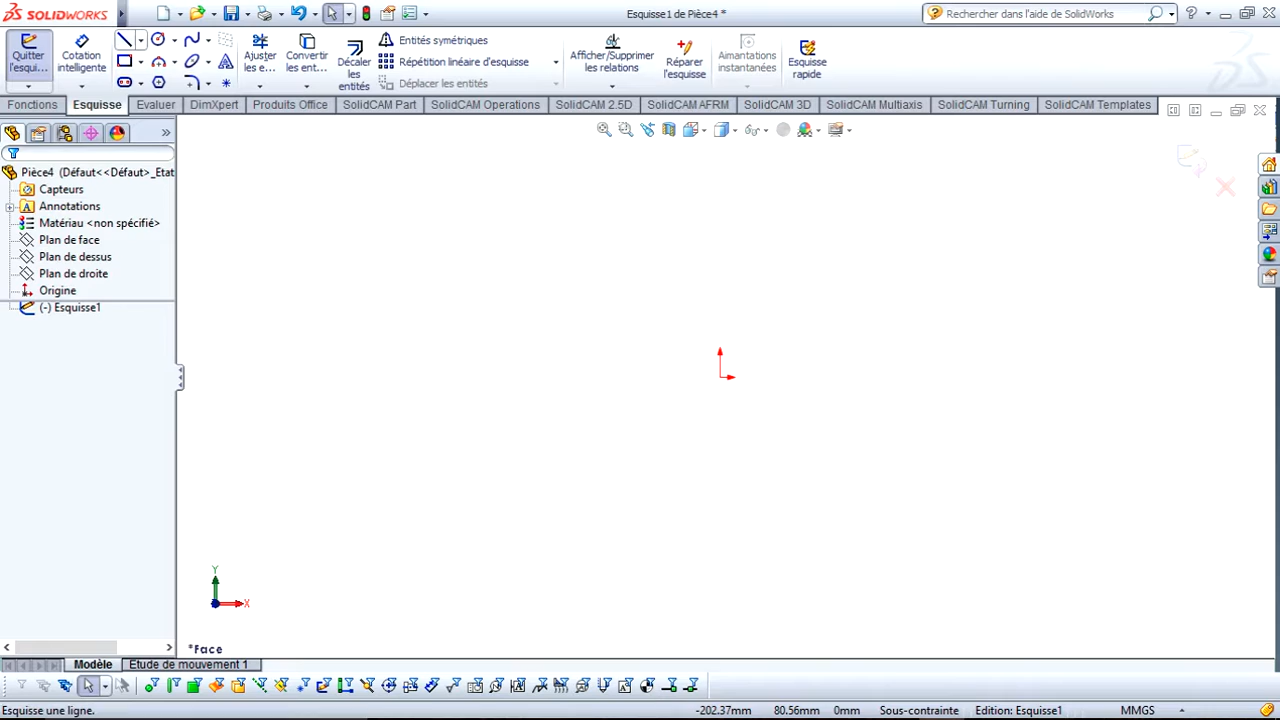 SOLIDWORKS
Esquisse1 de Pièce4 *
Rechercher dans l'aide de SolidWorks
Quitter l'esqui...
Cotation intelligente
Ajuster les e...
Convertir les ent...
Décaler les entités
Entités symétriques
Répétition linéaire d'esquisse
Déplacer les entités
Afficher/Supprimer les relations
Réparer l'esquisse
Aimantations instantanées
Esquisse rapide
Fonctions Esquisse Evaluer DimXpert Produits Office SolidCAM Part SolidCAM Operations SolidCAM 2.5D SolidCAM AFRM SolidCAM 3D SolidCAM Multiaxis SolidCAM Turning SolidCAM Templates
Pièce4 (Défaut<<Défaut>_Etat
Capteurs
Annotations
Matériau <non spécifié>
Plan de face
Plan de dessus
Plan de droite
Origine
(-) Esquisse1
Y
X
*Face
Modèle Etude de mouvement 1
Esquisse une ligne. -202.37mm 80.56mm 0mm Sous-contrainte Edition: Esquisse1 MMGS